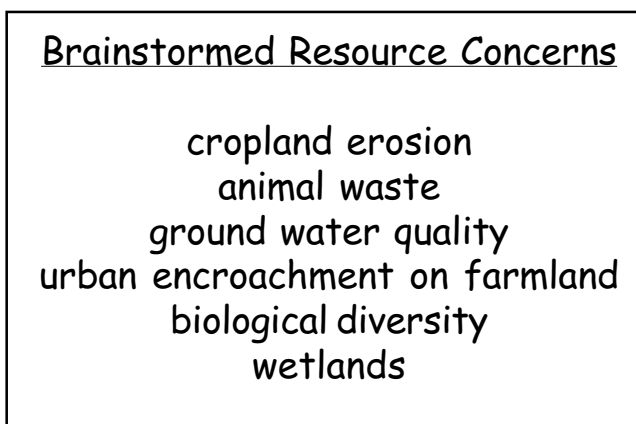 Brainstormed Resource Concerns
cropland erosion
animal waste
ground water quality
urban encroachment on farmland
biological diversity
wetlands